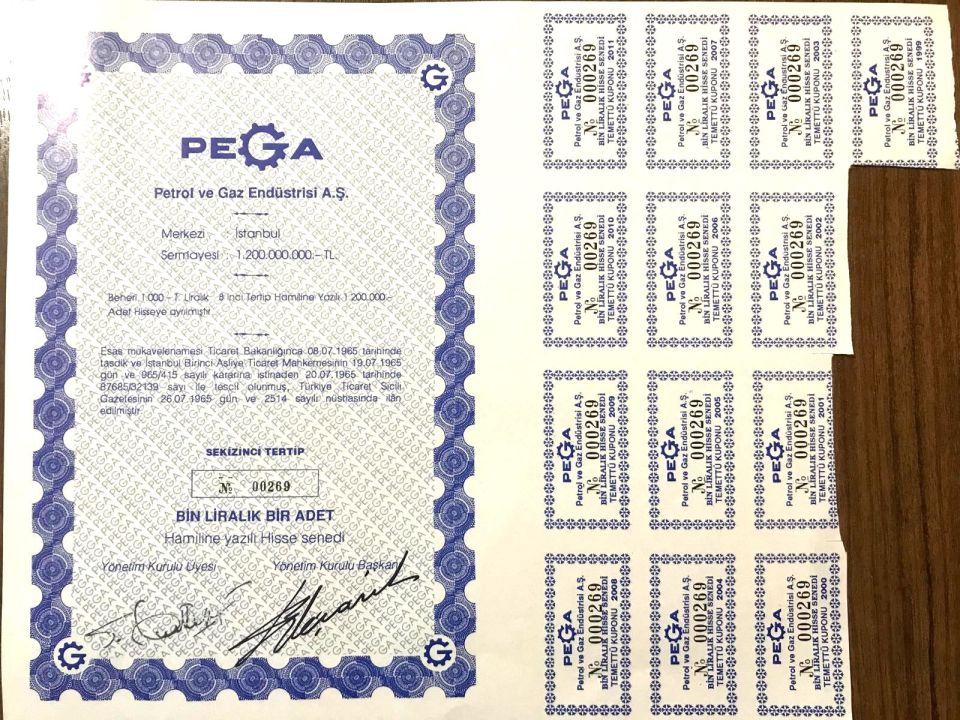 PEGA
Petrol ve Gaz Endüstrisi A.Ş.
Merkezi : İstanbul
Sermayesi : 1.200.000.000.–TL.
Beheri 1.000.– T. Liralık 8 inci Tertip Hamiline Yazılı 1.200.000.–
Adet Hisseye ayrılmıştır.
Esas mukavelenamesi Ticaret Bakanlığınca 08.07.1965 tarihinde
tasdik ve İstanbul Birinci Asliye Ticaret Mahkemesinin 19.07.1965
gün ve 965/415 sayılı kararına istinaden 20.07.1965 tarihinde
87685/32139 sayı ile tescil olunmuş, Türkiye Ticaret Sicili
Gazetesinin 26.07.1965 gün ve 2514 sayılı nüshasında ilân
edilmiştir.
SEKİZİNCİ TERTİP
№ 00269
BİN LİRALIK BİR ADET
Hamiline yazılı Hisse senedi
Yönetim Kurulu Üyesi Yönetim Kurulu Başkanı
PEGA
Petrol ve Gaz Endüstrisi A.Ş.
№ 000269
BİN LİRALIK HİSSE SENEDİ
TEMETTÜ KUPONU 2011
PEGA
Petrol ve Gaz Endüstrisi A.Ş.
№ 00269
BİN LİRALIK HİSSE SENEDİ
TEMETTÜ KUPONU 2007
PEGA
Petrol ve Gaz Endüstrisi A.Ş.
№ 000269
BİN LİRALIK HİSSE SENEDİ
TEMETTÜ KUPONU 2003
PEGA
Petrol ve Gaz Endüstrisi A.Ş.
№ 000269
BİN LİRALIK HİSSE SENEDİ
TEMETTÜ KUPONU 1999
PEGA
Petrol ve Gaz Endüstrisi A.Ş.
№ 000269
BİN LİRALIK HİSSE SENEDİ
TEMETTÜ KUPONU 2010
PEGA
Petrol ve Gaz Endüstrisi A.Ş.
№ 000269
BİN LİRALIK HİSSE SENEDİ
TEMETTÜ KUPONU 2006
PEGA
Petrol ve Gaz Endüstrisi A.Ş.
№ 000269
BİN LİRALIK HİSSE SENEDİ
TEMETTÜ KUPONU 2002
PEGA
Petrol ve Gaz Endüstrisi A.Ş.
№ 000269
BİN LİRALIK HİSSE SENEDİ
TEMETTÜ KUPONU 2009
PEGA
Petrol ve Gaz Endüstrisi A.Ş.
№ 000269
BİN LİRALIK HİSSE SENEDİ
TEMETTÜ KUPONU 2005
PEGA
Petrol ve Gaz Endüstrisi A.Ş.
№ 000269
BİN LİRALIK HİSSE SENEDİ
TEMETTÜ KUPONU 2001
PEGA
Petrol ve Gaz Endüstrisi A.Ş.
№ 000269
BİN LİRALIK HİSSE SENEDİ
TEMETTÜ KUPONU 2008
PEGA
Petrol ve Gaz Endüstrisi A.Ş.
№ 000269
BİN LİRALIK HİSSE SENEDİ
TEMETTÜ KUPONU 2004
PEGA
Petrol ve Gaz Endüstrisi A.Ş.
№ 000269
BİN LİRALIK HİSSE SENEDİ
TEMETTÜ KUPONU 2000